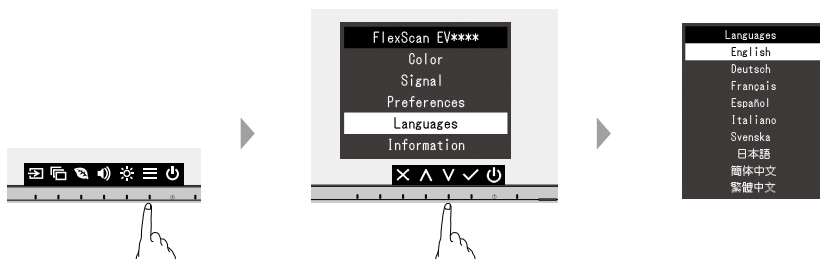 FlexScan EV****
Color
Signal
Preferences
Languages
Information
Languages
English
Deutsch
Français
Español
Italiano
Svenska
日本語
简体中文
繁體中文